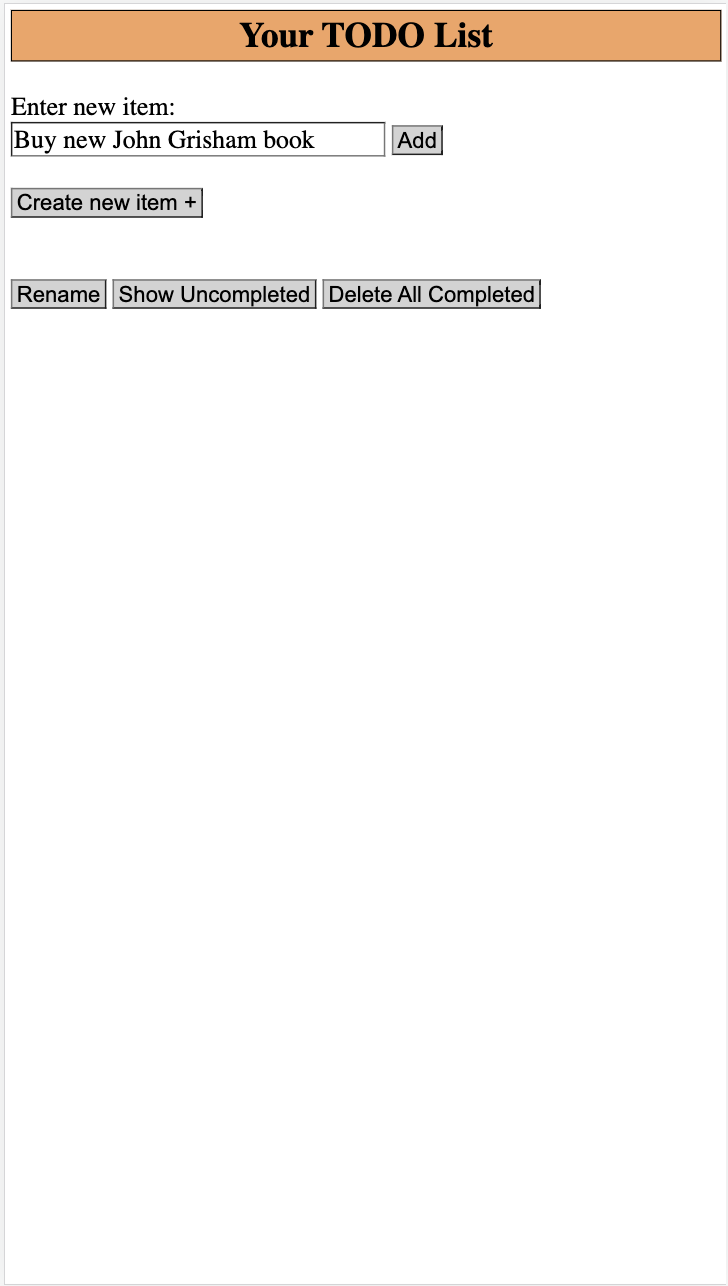 Your TODO List
Enter new item:
Buy new John Grisham book Add
Create new item +
Rename Show Uncompleted Delete All Completed